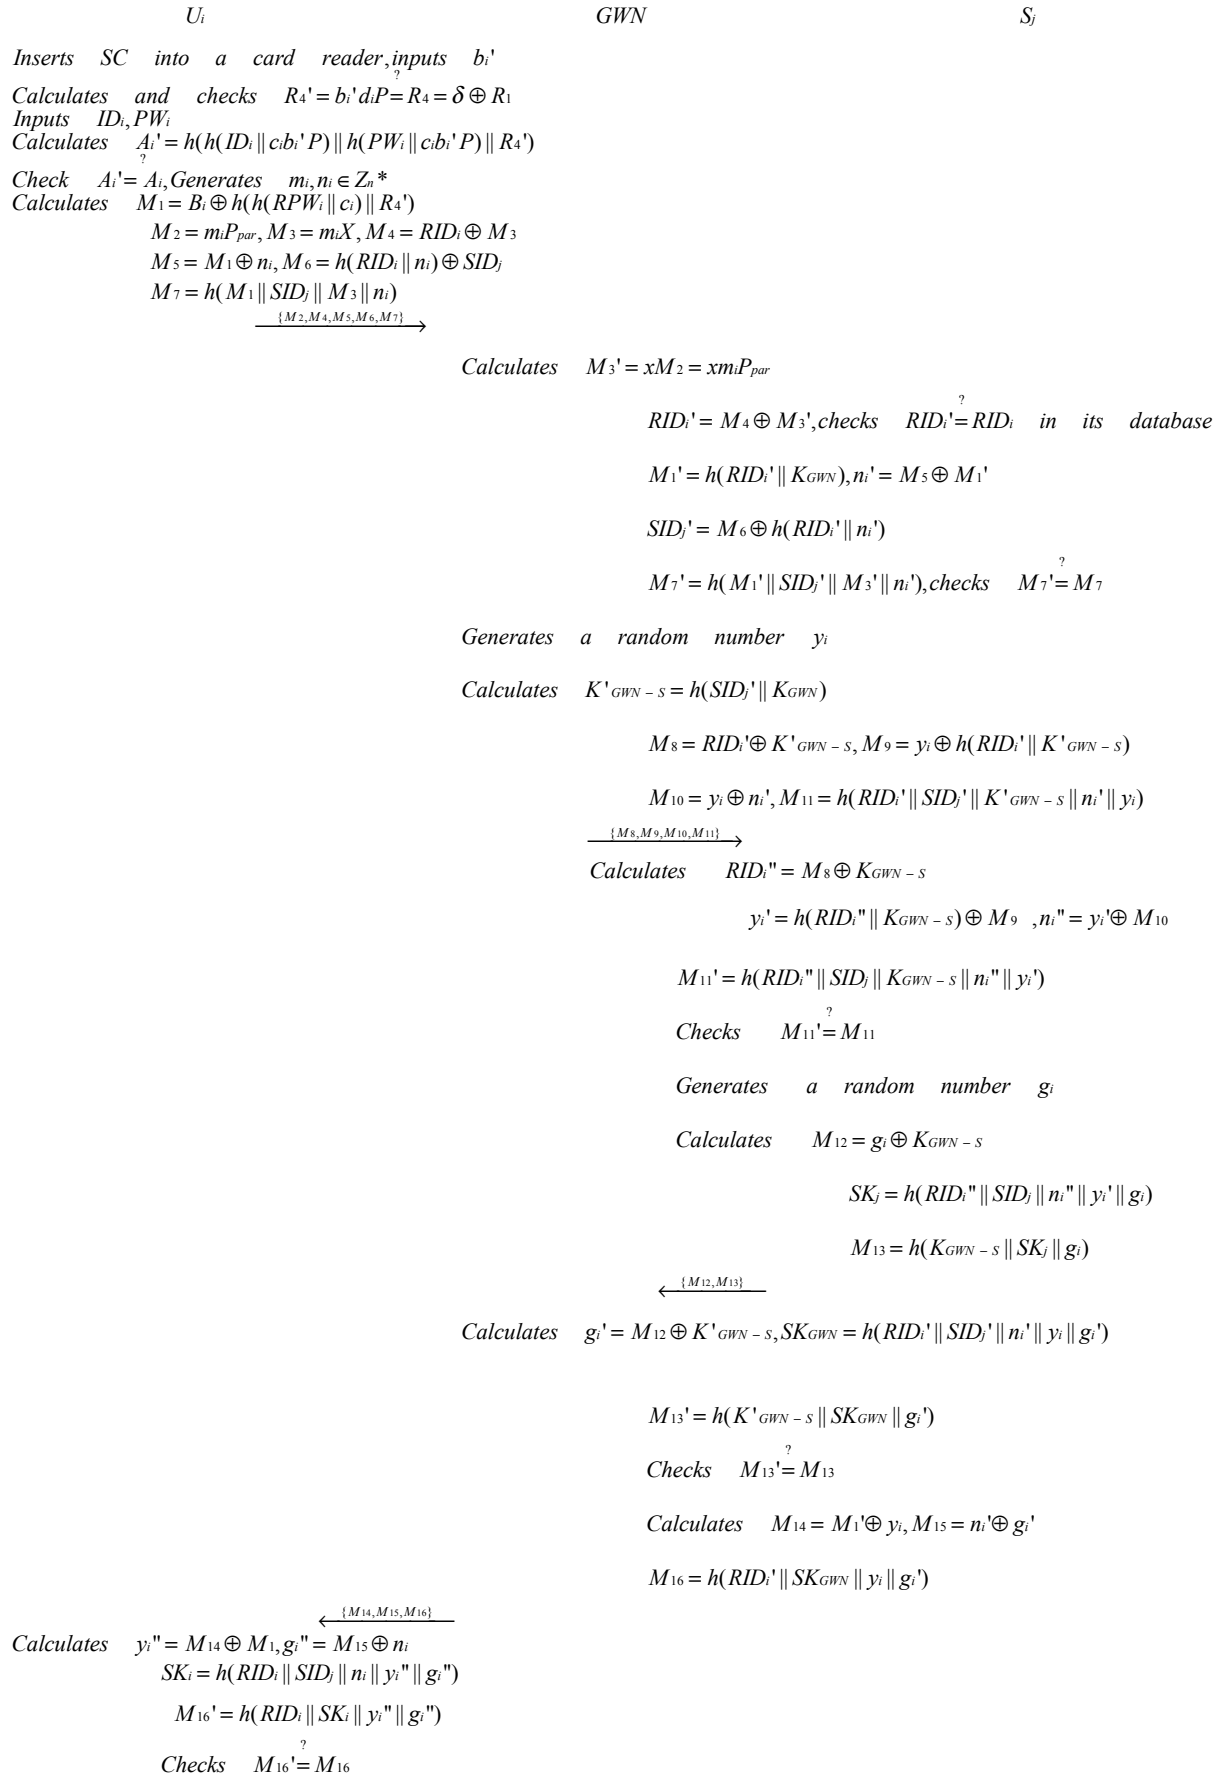 Ui GWN Sj
Inserts SC into a card reader, inputs bi'
Calculates and checks R4' = bi'diP ?= R4 = δ ⊕ R1
Inputs IDi, PWi
Calculates Ai' = h(h(IDi || cibi'P) || h(PWi || cibi'P) || R4')
Check Ai' ?= Ai, Generates mi, ni ∈ Zn*
Calculates M1 = Bi ⊕ h(h(RPWi || ci) || R4')
M2 = miPpar, M3 = miX, M4 = RIDi ⊕ M3
M5 = M1 ⊕ ni, M6 = h(RIDi || ni) ⊕ SIDj
M7 = h(M1 || SIDj || M3 || ni)
{M2, M4, M5, M6, M7} →
Calculates M3' = xM2 = xmiPpar
RIDi' = M4 ⊕ M3', checks RIDi' ?= RIDi in its database
M1' = h(RIDi' || KGWN), ni' = M5 ⊕ M1'
SIDj' = M6 ⊕ h(RIDi' || ni')
M7' = h(M1' || SIDj' || M3' || ni'), checks M7' ?= M7
Generates a random number yi
Calculates K'GWN – S = h(SIDj' || KGWN)
M8 = RIDi' ⊕ K'GWN – S, M9 = yi ⊕ h(RIDi' || K'GWN – S)
M10 = yi ⊕ ni', M11 = h(RIDi' || SIDj' || K'GWN – S || ni' || yi)
{M8, M9, M10, M11} →
Calculates RIDi" = M8 ⊕ KGWN – S
yi' = h(RIDi" || KGWN – S) ⊕ M9 , ni" = yi' ⊕ M10
M11' = h(RIDi" || SIDj || KGWN – S || ni" || yi')
Checks M11' ?= M11
Generates a random number gi
Calculates M12 = gi ⊕ KGWN – S
SKj = h(RIDi" || SIDj || ni" || yi' || gi)
M13 = h(KGWN – S || SKj || gi)
← {M12, M13}
Calculates gi' = M12 ⊕ K'GWN – S, SKGWN = h(RIDi' || SIDj' || ni' || yi || gi')
M13' = h(K'GWN – S || SKGWN || gi')
Checks M13' ?= M13
Calculates M14 = M1' ⊕ yi, M15 = ni' ⊕ gi'
M16 = h(RIDi' || SKGWN || yi || gi')
← {M14, M15, M16}
Calculates yi" = M14 ⊕ M1, gi" = M15 ⊕ ni
SKi = h(RIDi || SIDj || ni || yi" || gi")
M16' = h(RIDi || SKi || yi" || gi")
Checks M16' ?= M16